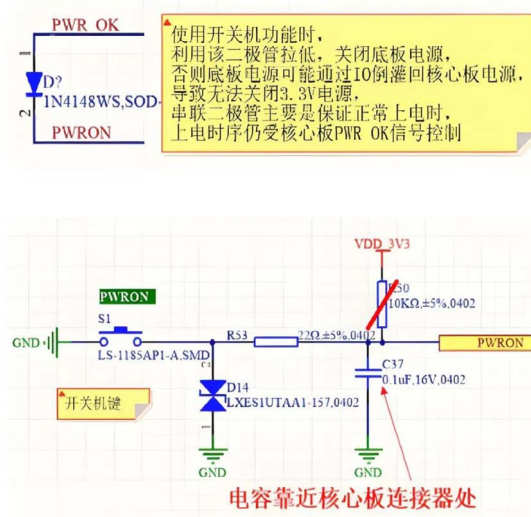 PWR OK
1
D?
1N4148WS,SOD-
2
PWRON
使用开关机功能时,
利用该二极管拉低, 关闭底板电源,
否则底板电源可能通过IO倒灌回核心板电源,
导致无法关闭3.3V电源,
串联二极管主要是保证正常上电时,
上电时序仍受核心板PWR OK信号控制
VDD_3V3
R50
10KΩ,±5%,0402
PWRON
S1
GND
LS-1185AP1-A,SMD
R53
22Ω,±5%,0402
PWRON
C37
0.1uF,16V,0402
开关机键
D14
LXES1UTAA1-157,0402
1
GND
GND
电容靠近核心板连接器处